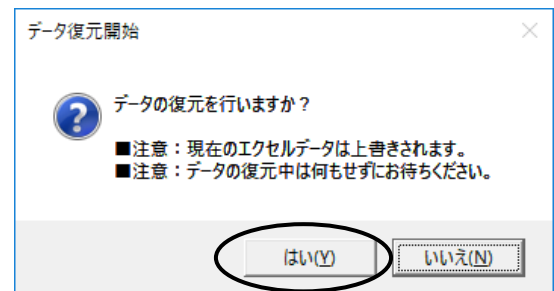 データ復元開始
データの復元を行いますか？
■注意：現在のエクセルデータは上書きされます。
■注意：データの復元中は何もせずにお待ちください。
はい(Y)
いいえ(N)